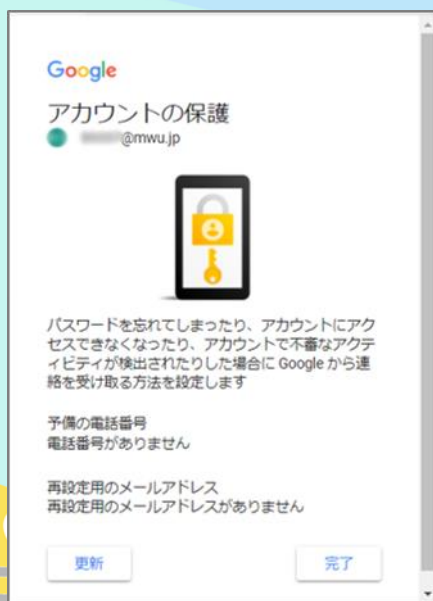 Google
アカウントの保護
@mwu.jp
パスワードを忘れてしまったり、アカウントにアク
セスできなくなったり、アカウントで不審なアクテ
ィビティが検出されたりした場合に Google から連
絡を受け取る方法を設定します
予備の電話番号
電話番号がありません
再設定用のメールアドレス
再設定用のメールアドレスがありません
更新 完了